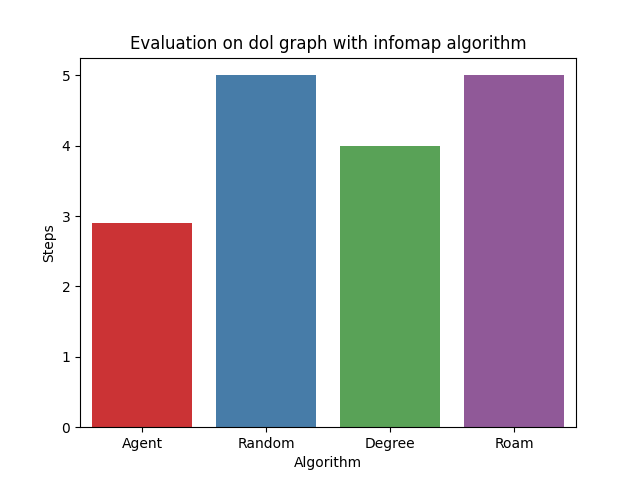 Evaluation on dol graph with infomap algorithm
5
4
3
2
1
0
Steps
Agent Random Degree Roam
Algorithm